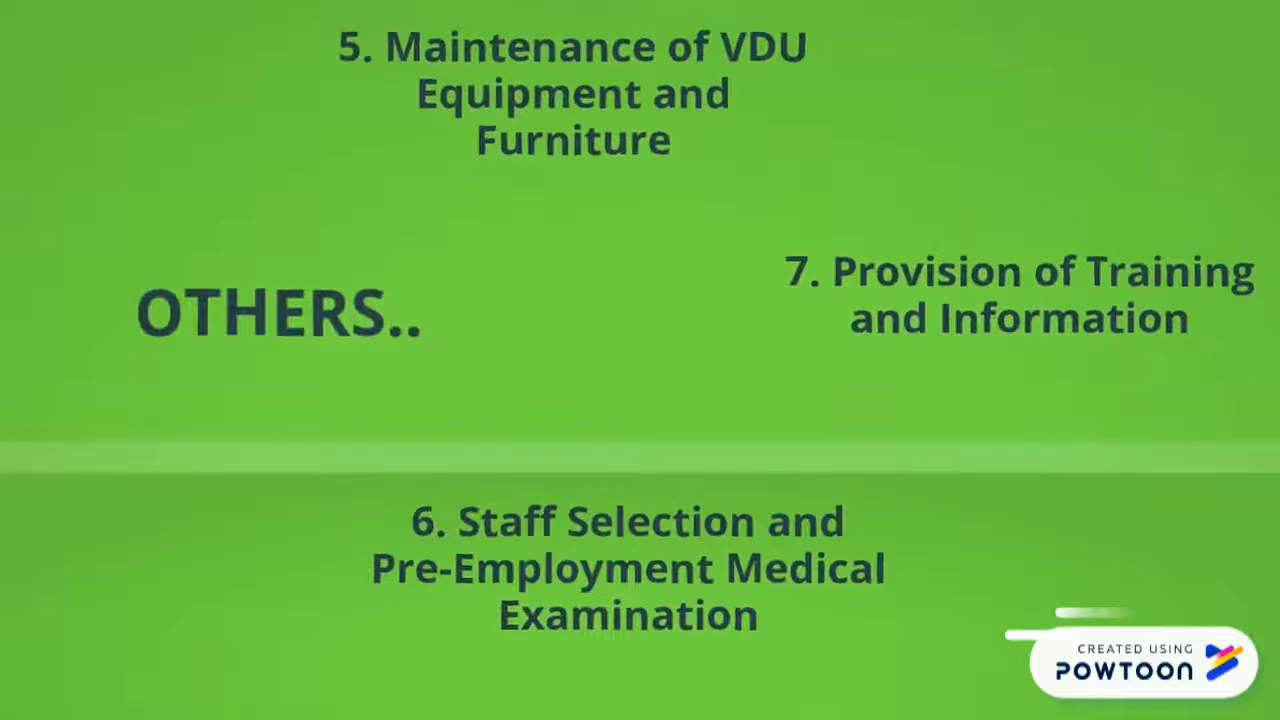 5. Maintenance of VDU
Equipment and
Furniture
OTHERS..
7. Provision of Training
and Information
6. Staff Selection and
Pre-Employment Medical
Examination
CREATED USING
POWTOON